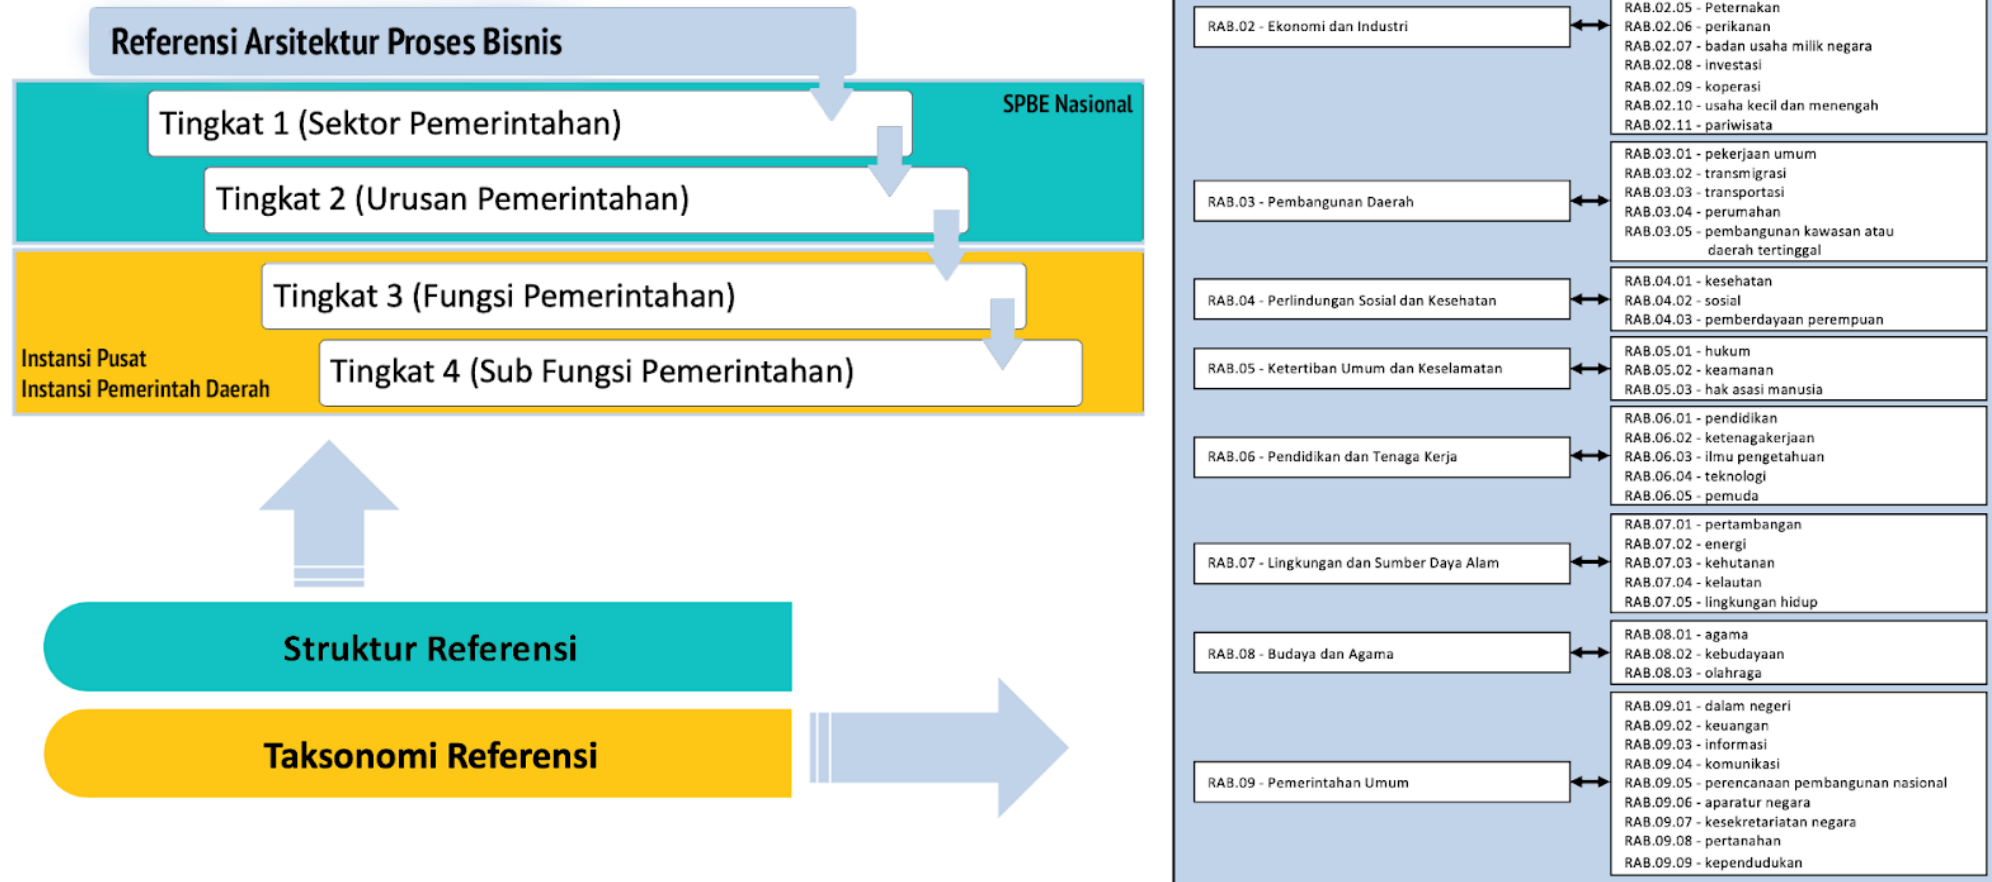 Referensi Arsitektur Proses Bisnis
SPBE Nasional
Tingkat 1 (Sektor Pemerintahan)
Tingkat 2 (Urusan Pemerintahan)
Tingkat 3 (Fungsi Pemerintahan)
Tingkat 4 (Sub Fungsi Pemerintahan)
Instansi Pusat
Instansi Pemerintah Daerah
Struktur Referensi
Taksonomi Referensi
RAB.02 - Ekonomi dan Industri
RAB.02.05 - Peternakan
RAB.02.06 - perikanan
RAB.02.07 - badan usaha milik negara
RAB.02.08 - investasi
RAB.02.09 - koperasi
RAB.02.10 - usaha kecil dan menengah
RAB.02.11 - pariwisata
RAB.03 - Pembangunan Daerah
RAB.03.01 - pekerjaan umum
RAB.03.02 - transmigrasi
RAB.03.03 - transportasi
RAB.03.04 - perumahan
RAB.03.05 - pembangunan kawasan atau
daerah tertinggal
RAB.04 - Perlindungan Sosial dan Kesehatan
RAB.04.01 - kesehatan
RAB.04.02 - sosial
RAB.04.03 - pemberdayaan perempuan
RAB.05 - Ketertiban Umum dan Keselamatan
RAB.05.01 - hukum
RAB.05.02 - keamanan
RAB.05.03 - hak asasi manusia
RAB.06 - Pendidikan dan Tenaga Kerja
RAB.06.01 - pendidikan
RAB.06.02 - ketenagakerjaan
RAB.06.03 - ilmu pengetahuan
RAB.06.04 - teknologi
RAB.06.05 - pemuda
RAB.07 - Lingkungan dan Sumber Daya Alam
RAB.07.01 - pertambangan
RAB.07.02 - energi
RAB.07.03 - kehutanan
RAB.07.04 - kelautan
RAB.07.05 - lingkungan hidup
RAB.08 - Budaya dan Agama
RAB.08.01 - agama
RAB.08.02 - kebudayaan
RAB.08.03 - olahraga
RAB.09 - Pemerintahan Umum
RAB.09.01 - dalam negeri
RAB.09.02 - keuangan
RAB.09.03 - informasi
RAB.09.04 - komunikasi
RAB.09.05 - perencanaan pembangunan nasional
RAB.09.06 - aparatur negara
RAB.09.07 - kesekretariatan negara
RAB.09.08 - pertanahan
RAB.09.09 - kependudukan